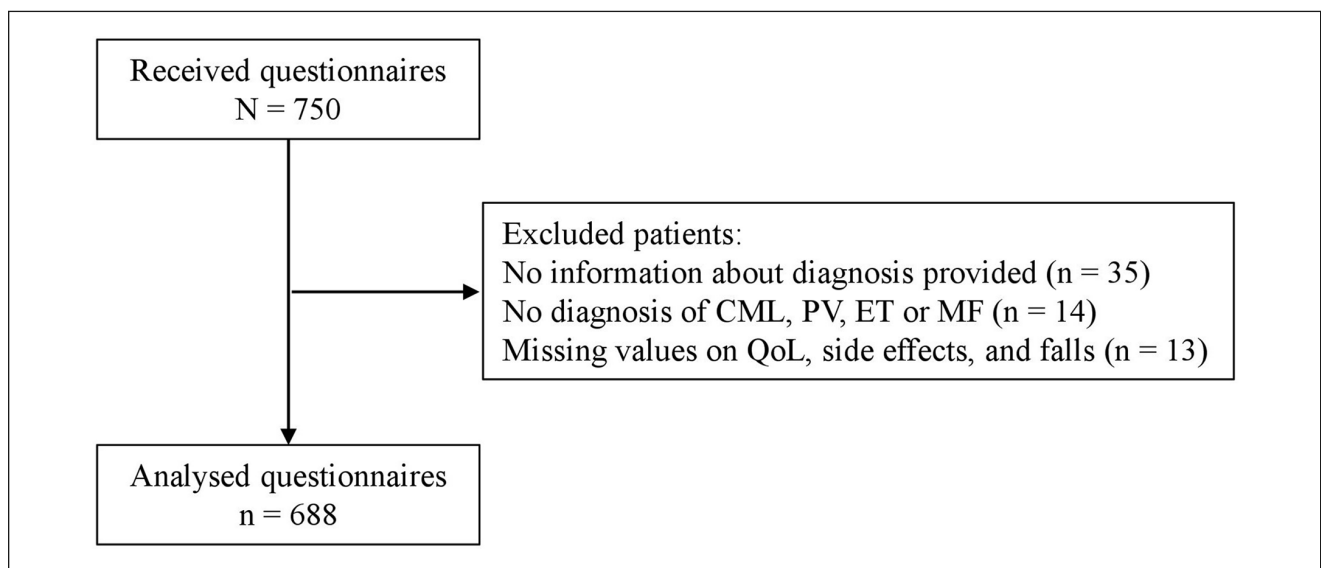 Received questionnaires
N = 750
Excluded patients:
No information about diagnosis provided (n = 35)
No diagnosis of CML, PV, ET or MF (n = 14)
Missing values on QoL, side effects, and falls (n = 13)
Analysed questionnaires
n = 688